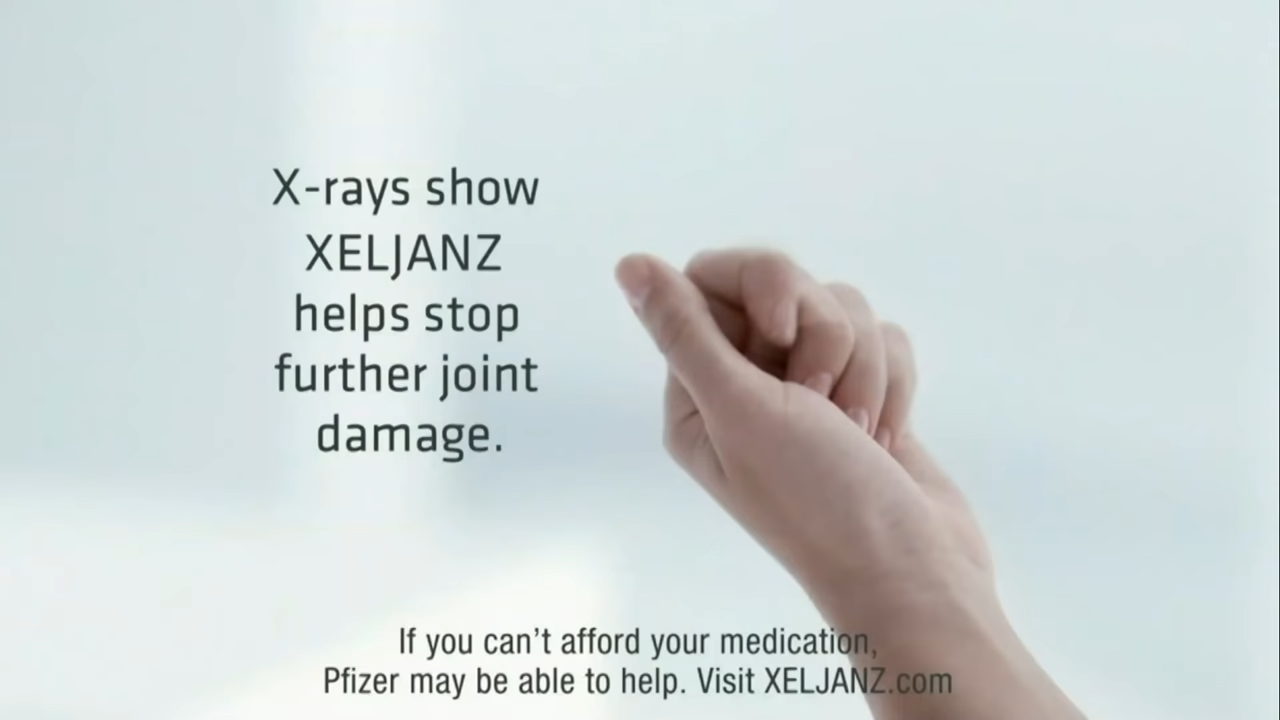 X-rays show
XELJANZ
helps stop
further joint
damage.
If you can't afford your medication,
Pfizer may be able to help. Visit XELJANZ.com